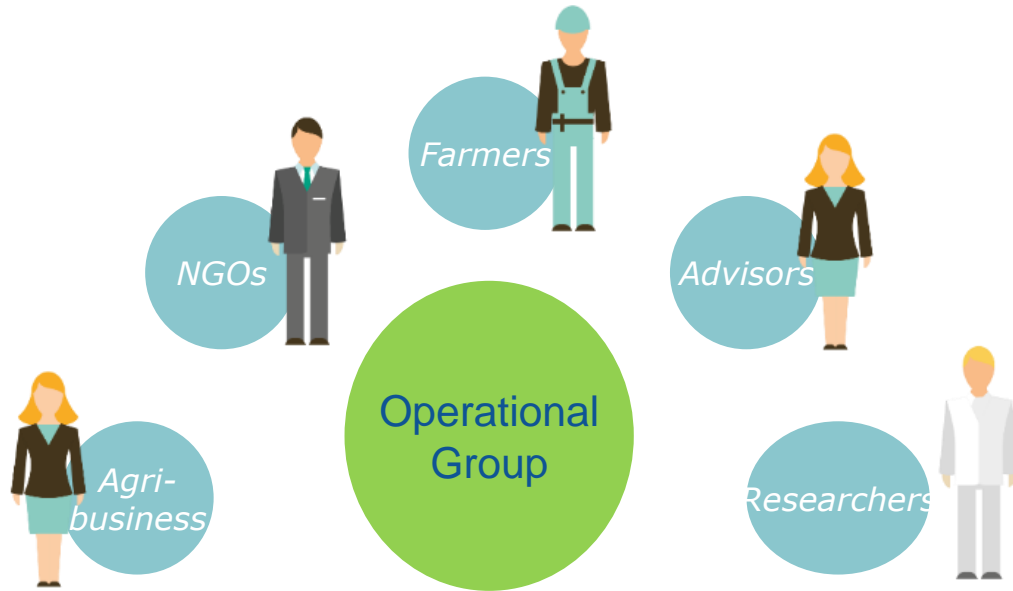 Farmers
NGOs
Advisors
Operational
Group
Agri-
business
Researchers